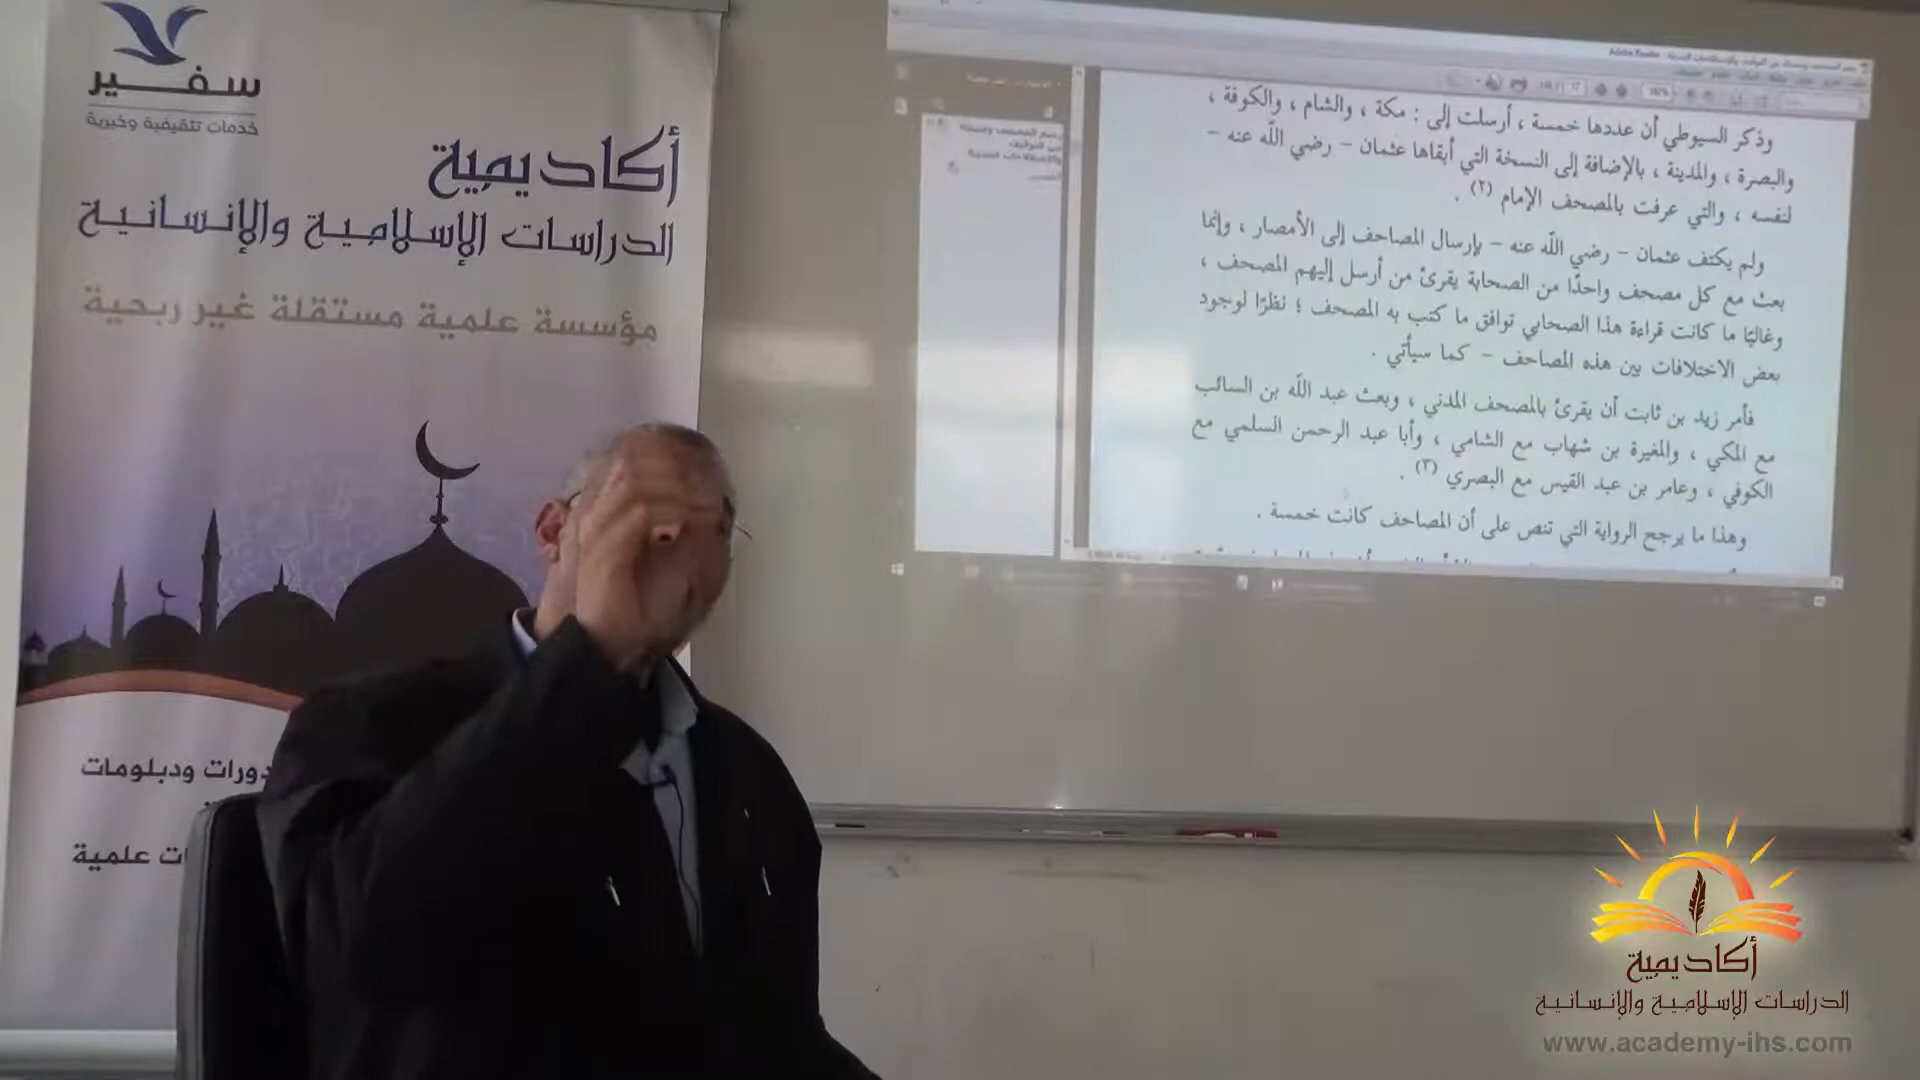 سفير
خدمات تثقيفية وخيرية
أكاديمية
الدراسات الإسلامية والإنسانية
مؤسسة علمية مستقلة غير ربحية
دورات ودبلومات
علمية
Adobe Reader
وذكر السيوطي أن عددها خمسة ، أرسلت إلى : مكة ، والشام ، والكوفة ،
والبصرة ، والمدينة ، بالإضافة إلى النسخة التي أبقاها عثمان – رضي اللّه عنه –
لنفسه ، والتي عرفت بالمصحف الإمام (٢) .
ولم يكتف عثمان – رضي اللّه عنه – بإرسال المصاحف إلى الأمصار ، وإنما
بعث مع كل مصحف واحدًا من الصحابة يقرئ من أرسل إليهم المصحف ،
وغالبًا ما كانت قراءة هذا الصحابي توافق ما كتب به المصحف ؛ نظرًا لوجود
بعض الاختلافات بين هذه المصاحف – كما سيأتي .
فأمر زيد بن ثابت أن يقرئ بالمصحف المدني ، وبعث عبد اللّه بن السائب
مع المكي ، والمغيرة بن شهاب مع الشامي ، وأبا عبد الرحمن السلمي مع
الكوفي ، وعامر بن عبد القيس مع البصري (٣) .
وهذا ما يرجح الرواية التي تنص على أن المصاحف كانت خمسة .
أكاديمية
الدراسات الإسلامية والإنسانية
www.academy-ihs.com